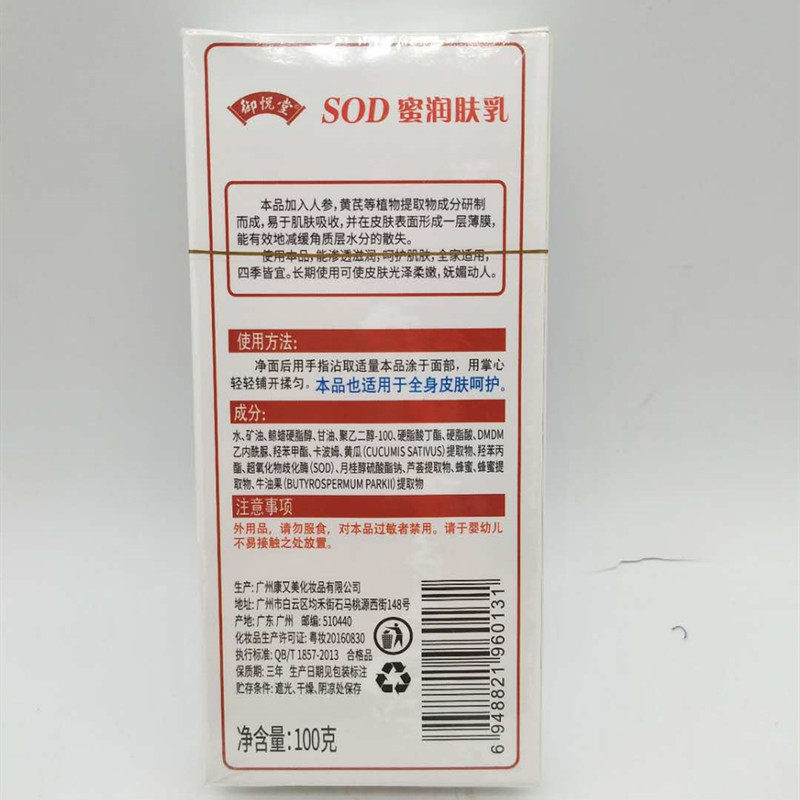 御悦堂 SOD 蜜润肤乳
本品加入人参,黄芪等植物提取物成分研制
而成,易于肌肤吸收,并在皮肤表面形成一层薄膜,
能有效地减缓角质层水分的散失。
使用本品,能渗透滋润,呵护肌肤,全家适用,
四季皆宜。长期使用可使皮肤光泽柔嫩,妩媚动人。
使用方法:
净面后用手指沾取适量本品涂于面部,用掌心
轻轻铺开揉匀。本品也适用于全身皮肤呵护。
成分:
水、矿油、鲸蜡硬脂醇、甘油、聚乙二醇-100、硬脂酸丁酯、硬脂酸、DMDM
乙内酰脲、羟苯甲酯、卡波姆、黄瓜(CUCUMIS SATIVUS)提取物、羟苯丙
酯、超氧化物歧化酶(SOD)、月桂醇硫酸酯钠、芦荟提取物、蜂蜜、蜂蜜提
取物、牛油果(BUTYROSPERMUM PARKII)提取物
注意事项
外用品,请勿服食,对本品过敏者禁用。请于婴幼儿
不易接触之处放置。
生产:广州康又美化妆品有限公司
地址:广州市白云区均禾街石马桃源西街148号
产地:广东 广州 邮编:510440
化妆品生产许可证:粤妆20160830
执行标准:QB/T 1857-2013 合格品
保质期:三年 生产日期见包装标注
贮存条件:遮光、干燥、阴凉处保存
净含量:100克
6948821960131